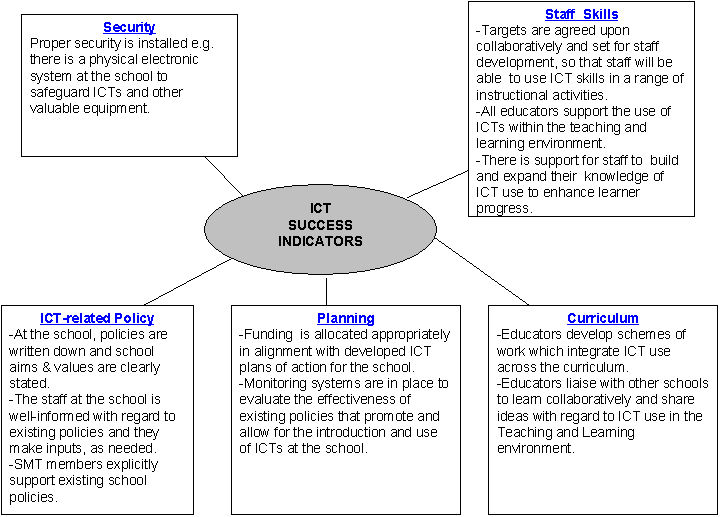 Security
Proper security is installed e.g.
there is a physical electronic
system at the school to
safeguard ICTs and other
valuable equipment.
Staff Skills
-Targets are agreed upon
collaboratively and set for staff
development, so that staff will be
able to use ICT skills in a range of
instructional activities.
-All educators support the use of
ICTs within the teaching and
learning environment.
-There is support for staff to build
and expand their knowledge of
ICT use to enhance learner
progress.
ICT
SUCCESS
INDICATORS
ICT-related Policy
-At the school, policies are
written down and school
aims & values are clearly
stated.
-The staff at the school is
well-informed with regard to
existing policies and they
make inputs, as needed.
-SMT members explicitly
support existing school
policies.
Planning
-Funding is allocated appropriately
in alignment with developed ICT
plans of action for the school.
-Monitoring systems are in place to
evaluate the effectiveness of
existing policies that promote and
allow for the introduction and use
of ICTs at the school.
Curriculum
-Educators develop schemes of
work which integrate ICT use
across the curriculum.
-Educators liaise with other schools
to learn collaboratively and share
ideas with regard to ICT use in the
Teaching and Learning
environment.